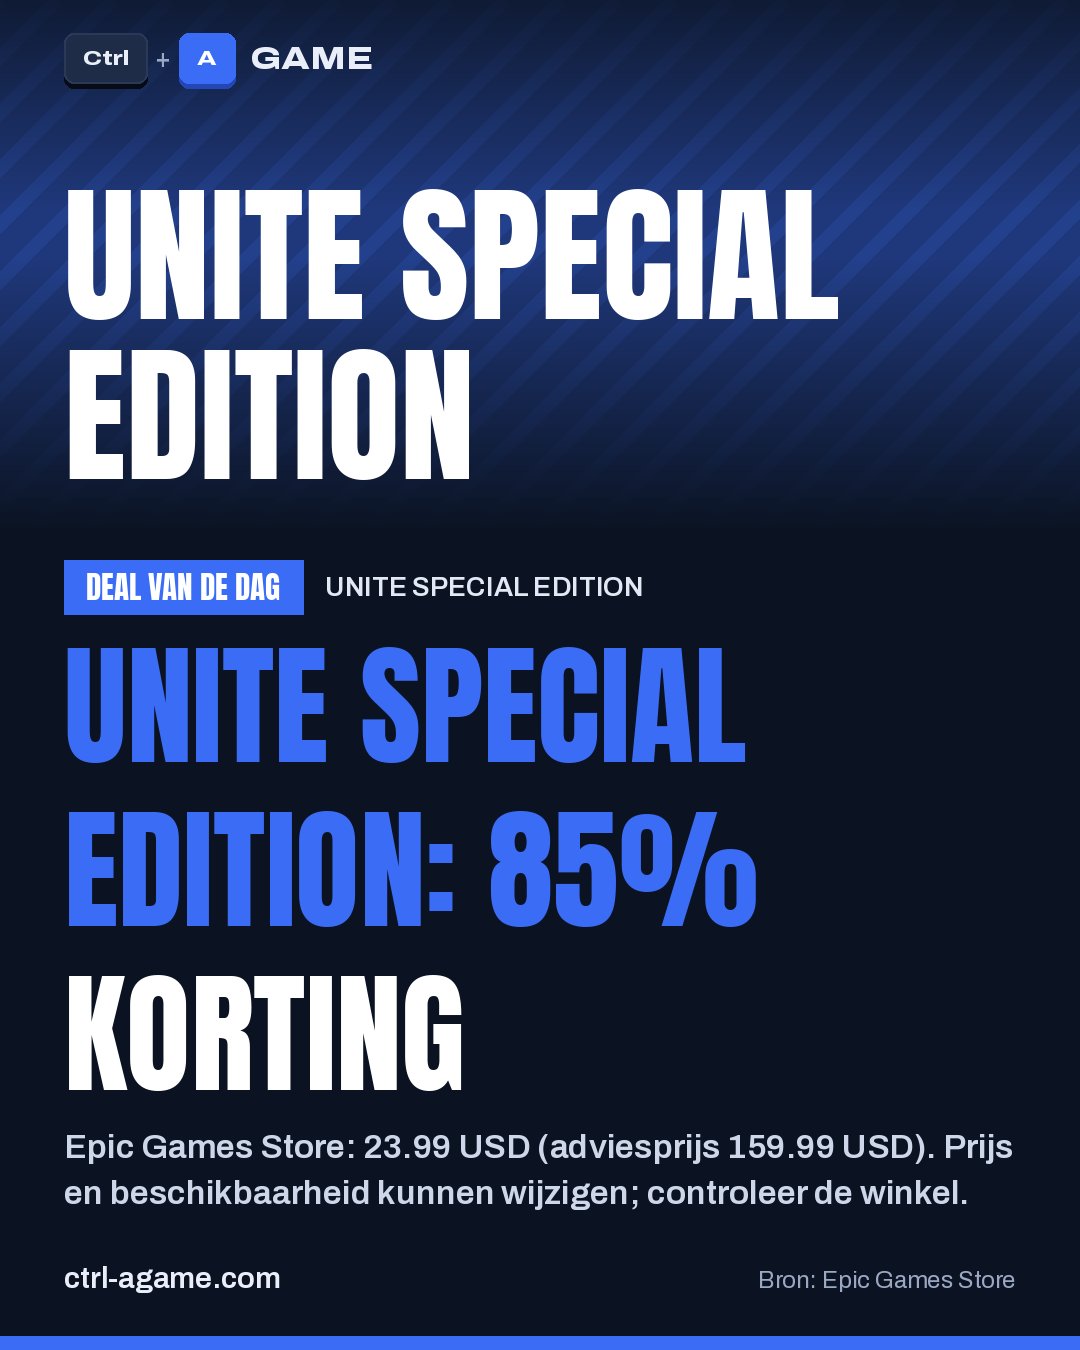 Ctrl + A GAME
UNITE SPECIAL
EDITION
DEAL VAN DE DAG UNITE SPECIAL EDITION
UNITE SPECIAL
EDITION: 85%
KORTING
Epic Games Store: 23.99 USD (adviesprijs 159.99 USD). Prijs
en beschikbaarheid kunnen wijzigen; controleer de winkel.
ctrl-agame.com Bron: Epic Games Store